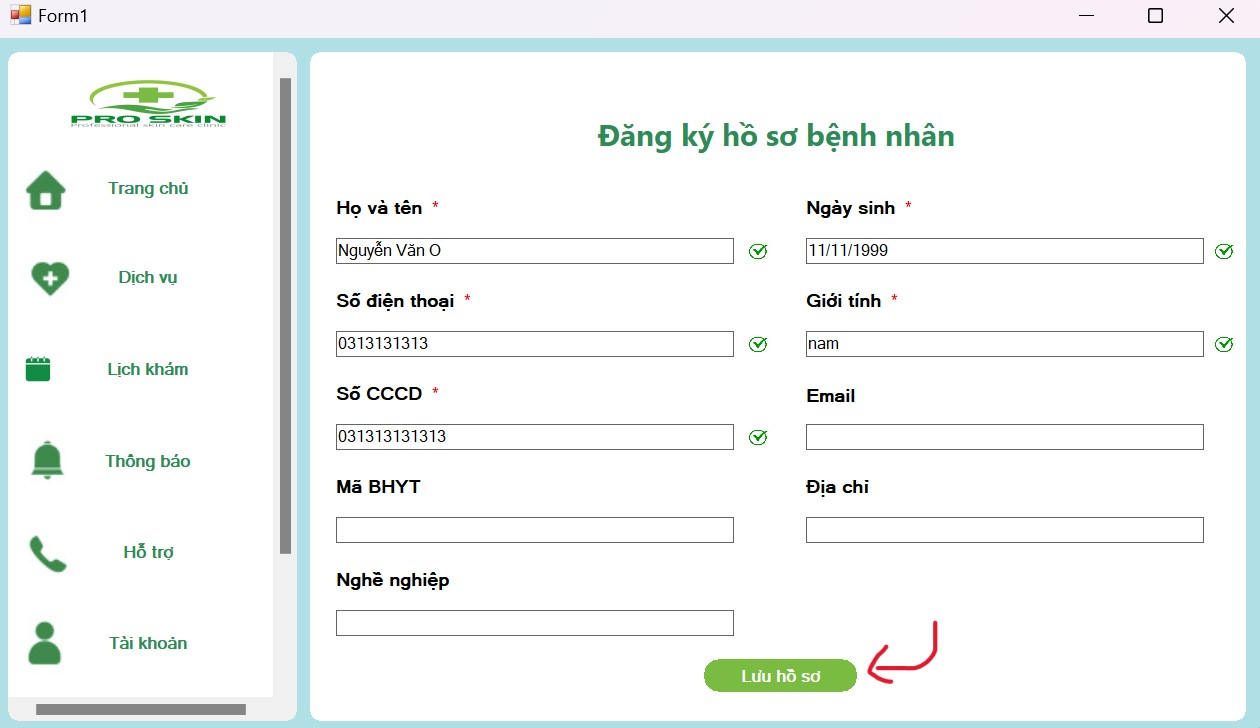 Form1
PRO SKIN
Professional skin care clinic
Trang chủ
Dịch vụ
Lịch khám
Thông báo
Hỗ trợ
Tài khoản
Đăng ký hồ sơ bệnh nhân
Họ và tên *
Ngày sinh *
Nguyễn Văn O
11/11/1999
Số điện thoại *
Giới tính *
0313131313
nam
Số CCCD *
Email
031313131313
Mã BHYT
Địa chỉ
Nghề nghiệp
Lưu hồ sơ